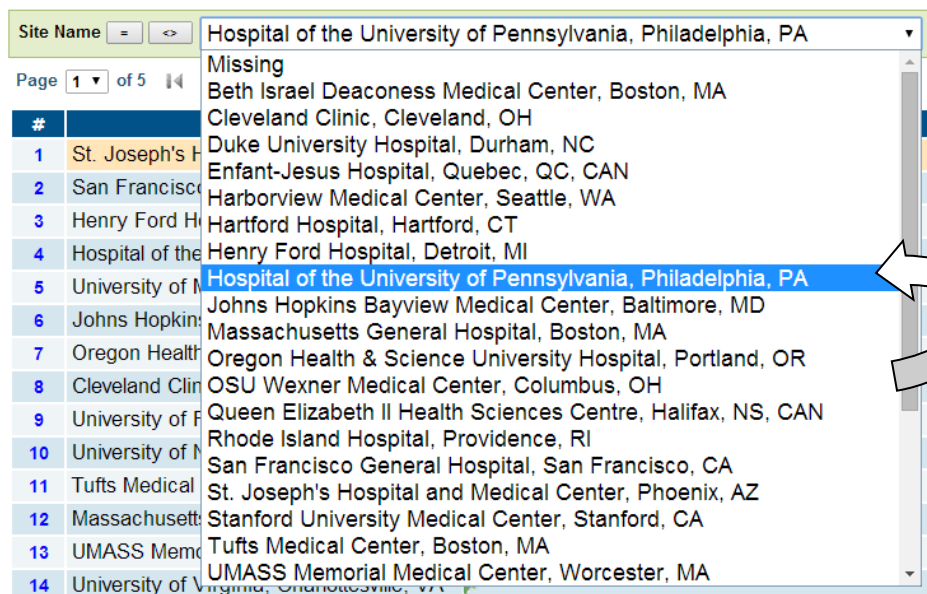 Site Name = <> Hospital of the University of Pennsylvania, Philadelphia, PA
Page 1 of 5
Missing
Beth Israel Deaconess Medical Center, Boston, MA
Cleveland Clinic, Cleveland, OH
Duke University Hospital, Durham, NC
Enfant-Jesus Hospital, Quebec, QC, CAN
Harborview Medical Center, Seattle, WA
Hartford Hospital, Hartford, CT
Henry Ford Hospital, Detroit, MI
Hospital of the University of Pennsylvania, Philadelphia, PA
Johns Hopkins Bayview Medical Center, Baltimore, MD
Massachusetts General Hospital, Boston, MA
Oregon Health & Science University Hospital, Portland, OR
OSU Wexner Medical Center, Columbus, OH
Queen Elizabeth II Health Sciences Centre, Halifax, NS, CAN
Rhode Island Hospital, Providence, RI
San Francisco General Hospital, San Francisco, CA
St. Joseph's Hospital and Medical Center, Phoenix, AZ
Stanford University Medical Center, Stanford, CA
Tufts Medical Center, Boston, MA
UMASS Memorial Medical Center, Worcester, MA
#
1 St. Joseph's
2 San Francisco
3 Henry Ford
4 Hospital of the
5 University of
6 Johns Hopkins
7 Oregon Health
8 Cleveland
9 University of
10 University of
11 Tufts Medical
12 Massachusetts
13 UMASS
14 University of Virginia, Charlottesville, VA